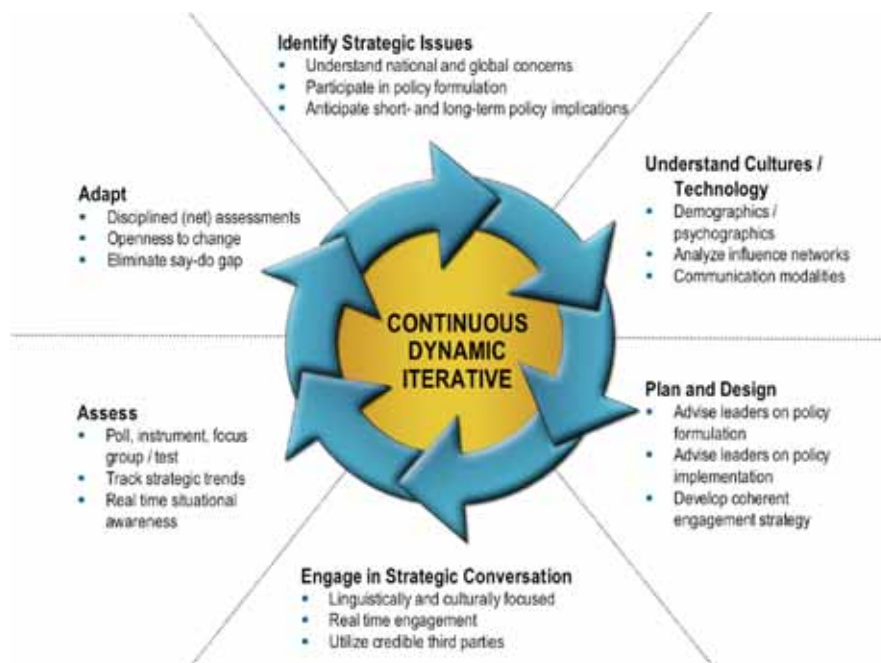 Identify Strategic Issues
Understand national and global concerns
Participate in policy formulation
Anticipate short- and long-term policy implications
Understand Cultures /
Technology
Demographics /
psychographics
Analyze influence networks
Communication modalities
Plan and Design
Advise leaders on policy
formulation
Advise leaders on policy
implementation
Develop coherent
engagement strategy
Engage in Strategic Conversation
Linguistically and culturally focused
Real time engagement
Utilize credible third parties
Assess
Poll, instrument, focus
group / test
Track strategic trends
Real time situational
awareness
Adapt
Disciplined (net) assessments
Openness to change
Eliminate say-do gap
CONTINUOUS
DYNAMIC
ITERATIVE